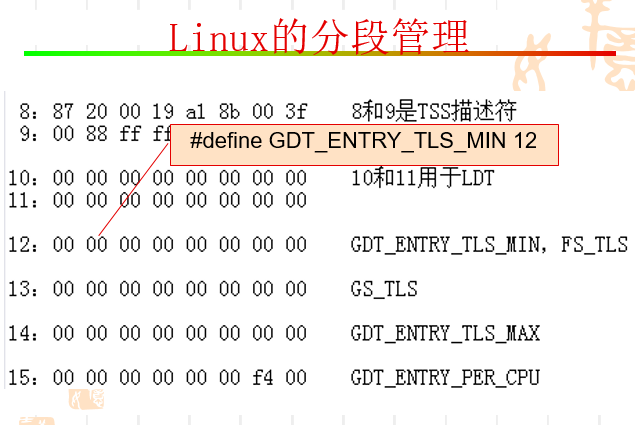 Linux的分段管理
8: 87 20 00 19 a1 8b 00 3f 8和9是TSS描述符
9: 00 88 ff ff
#define GDT_ENTRY_TLS_MIN 12
10: 00 00 00 00 00 00 00 00 10和11用于LDT
11: 00 00 00 00 00 00 00 00
12: 00 00 00 00 00 00 00 00 GDT_ENTRY_TLS_MIN, FS_TLS
13: 00 00 00 00 00 00 00 00 GS_TLS
14: 00 00 00 00 00 00 00 00 GDT_ENTRY_TLS_MAX
15: 00 00 00 00 00 00 f4 00 GDT_ENTRY_PER_CPU